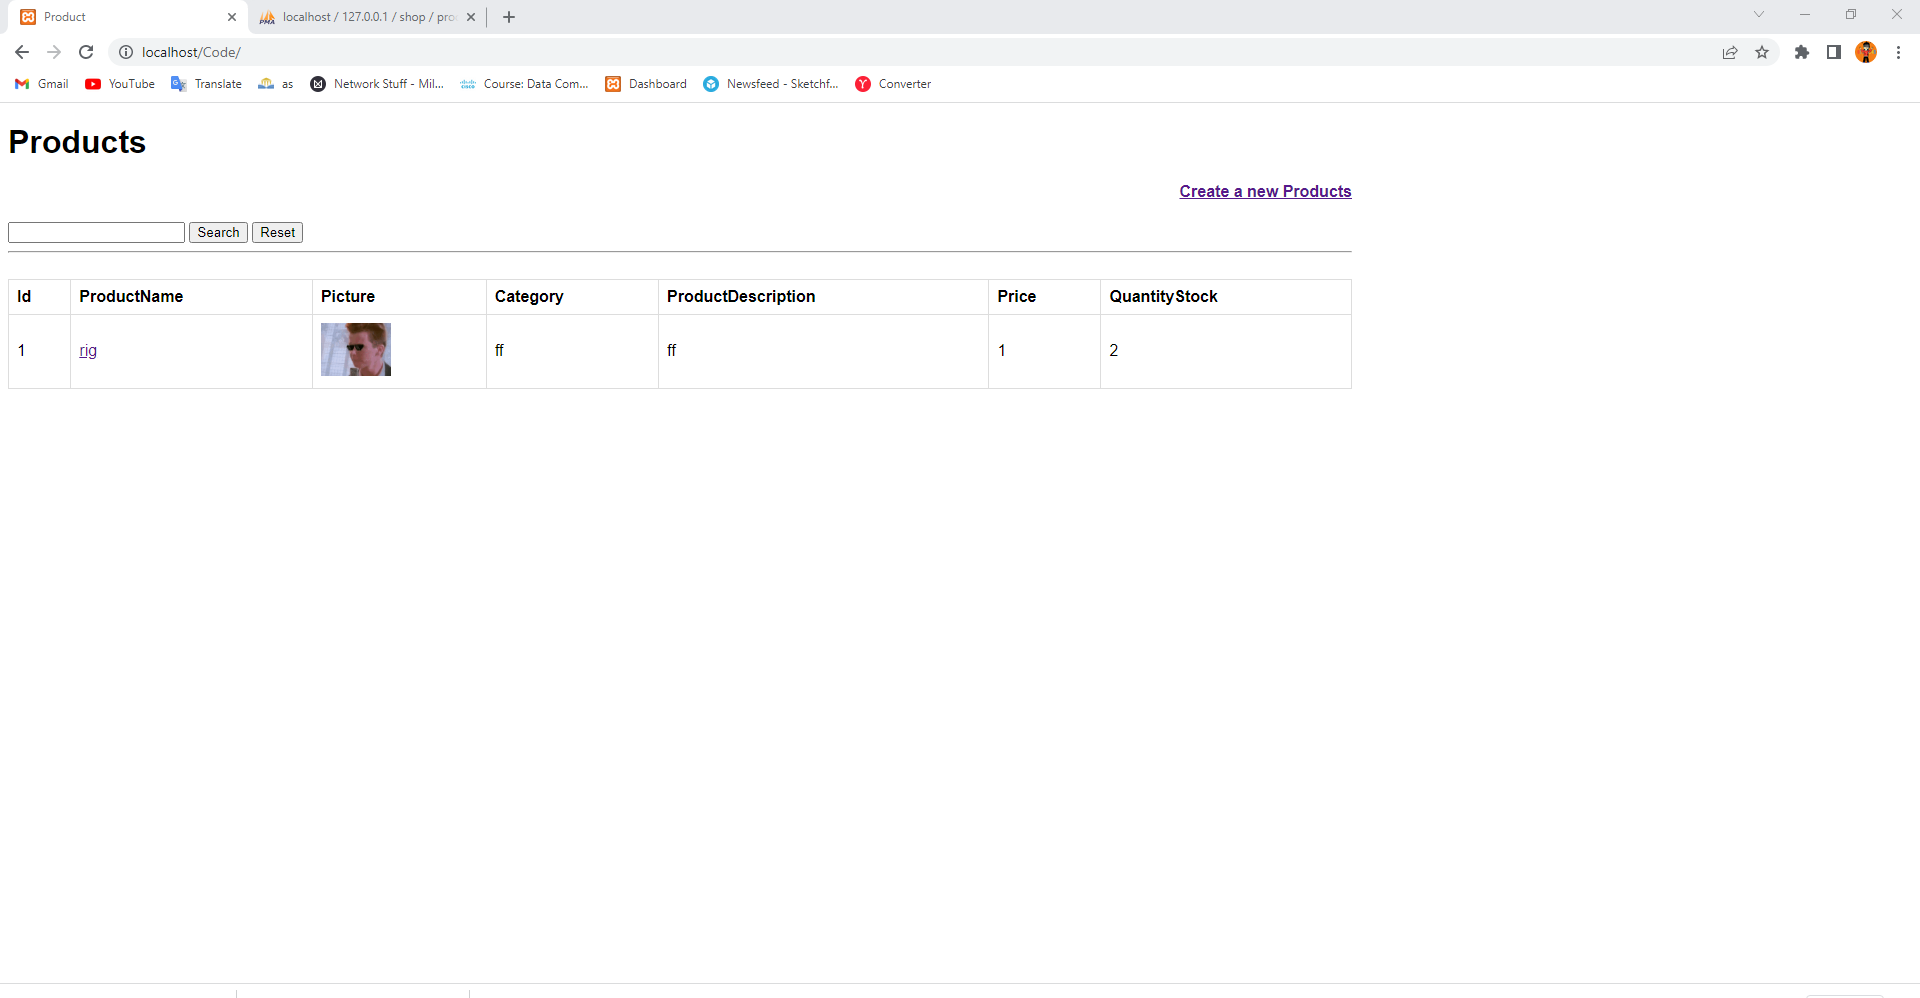 Product
localhost / 127.0.0.1 / shop / pro
localhost/Code/
Gmail
YouTube
Translate
as
Network Stuff - Mil...
Course: Data Com...
Dashboard
Newsfeed - Sketchf...
Converter
Products
Create a new Products
Search Reset
Id ProductName Picture Category ProductDescription Price QuantityStock
1 rig ff ff 1 2